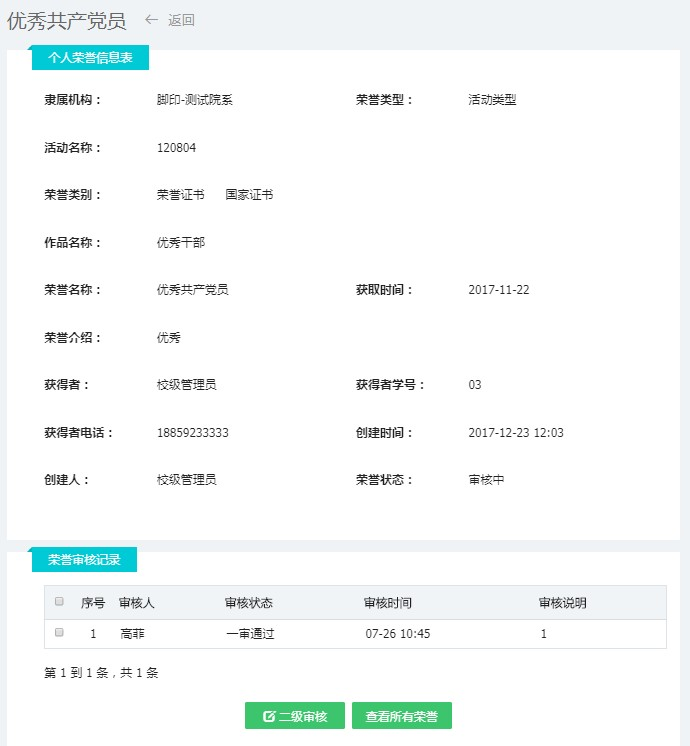 优秀共产党员 ← 返回
个人荣誉信息表
隶属机构： 脚印-测试院系 荣誉类型： 活动类型
活动名称： 120804
荣誉类别： 荣誉证书 国家证书
作品名称： 优秀干部
荣誉名称： 优秀共产党员 获取时间： 2017-11-22
荣誉介绍： 优秀
获得者： 校级管理员 获得者学号： 03
获得者电话： 18859233333 创建时间： 2017-12-23 12:03
创建人： 校级管理员 荣誉状态： 审核中
荣誉审核记录
序号 审核人 审核状态 审核时间 审核说明
1 高菲 一审通过 07-26 10:45 1
第 1 到 1 条，共 1 条
二级审核 查看所有荣誉